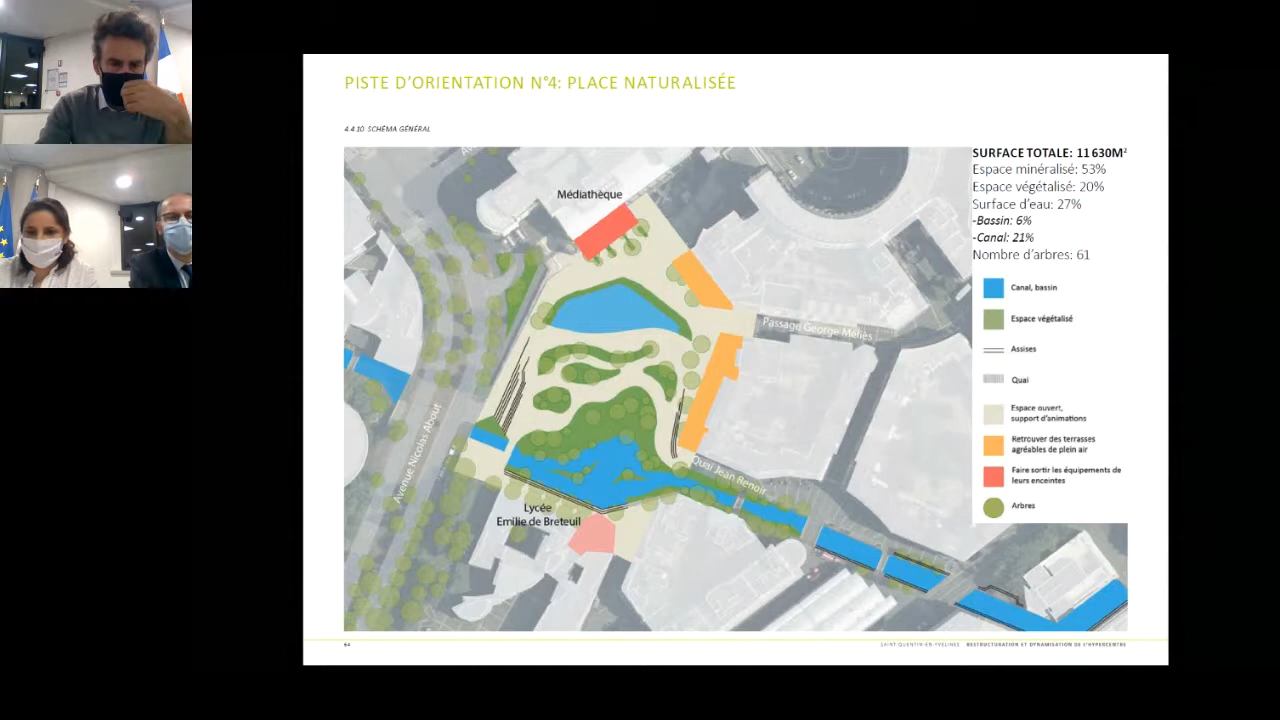 PISTE D'ORIENTATION N°4: PLACE NATURALISÉE
4.4.10 SCHÉMA GÉNÉRAL
SURFACE TOTALE: 11 630M²
Espace minéralisé: 53%
Espace végétalisé: 20%
Surface d'eau: 27%
-Bassin: 6%
-Canal: 21%
Nombre d'arbres: 61
Canal, bassin
Espace végétalisé
Assises
Quai
Espace ouvert,
support d'animations
Retrouver des terrasses
agréables de plein air
Faire sortir les équipements de
leurs enceintes
Arbres
Médiathèque
Passage George Méliès
Avenue Nicolas About
Quai Jean Renoir
Lycée
Emilie de Breteuil
64
SAINT-QUENTIN-EN-YVELINES RESTRUCTURATION ET DYNAMISATION DE L'HYPERCENTRE